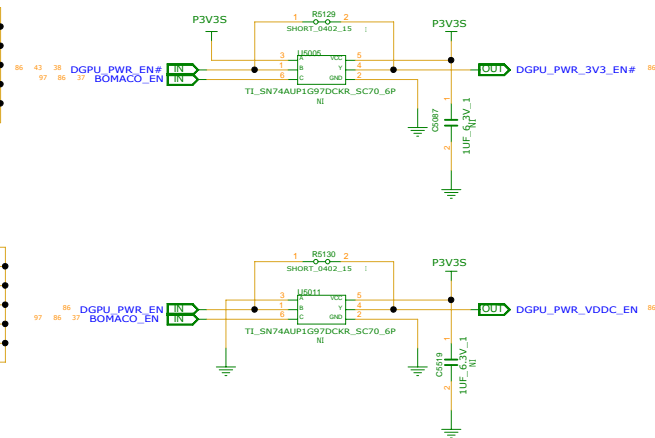 P3V3S
1 R5129 2
SHORT_0402_15
P3V3S
86 43 38 DGPU_PWR_EN# IN
97 86 37 BOMACO_EN IN
U5005
3 A VCC 5
1 B Y 4
6 C GND 2
TI_SN74AUP1G97DCKR_SC70_6P
NI
OUT DGPU_PWR_3V3_EN# 86
1
C5087
2
1UF_6.3V_1
NI
1 R5130 2
SHORT_0402_15
P3V3S
86 DGPU_PWR_EN IN
97 86 37 BOMACO_EN IN
U5011
3 A VCC 5
1 B Y 4
6 C GND 2
TI_SN74AUP1G97DCKR_SC70_6P
NI
OUT DGPU_PWR_VDDC_EN 86
1
C5519
2
1UF_6.3V_1
NI